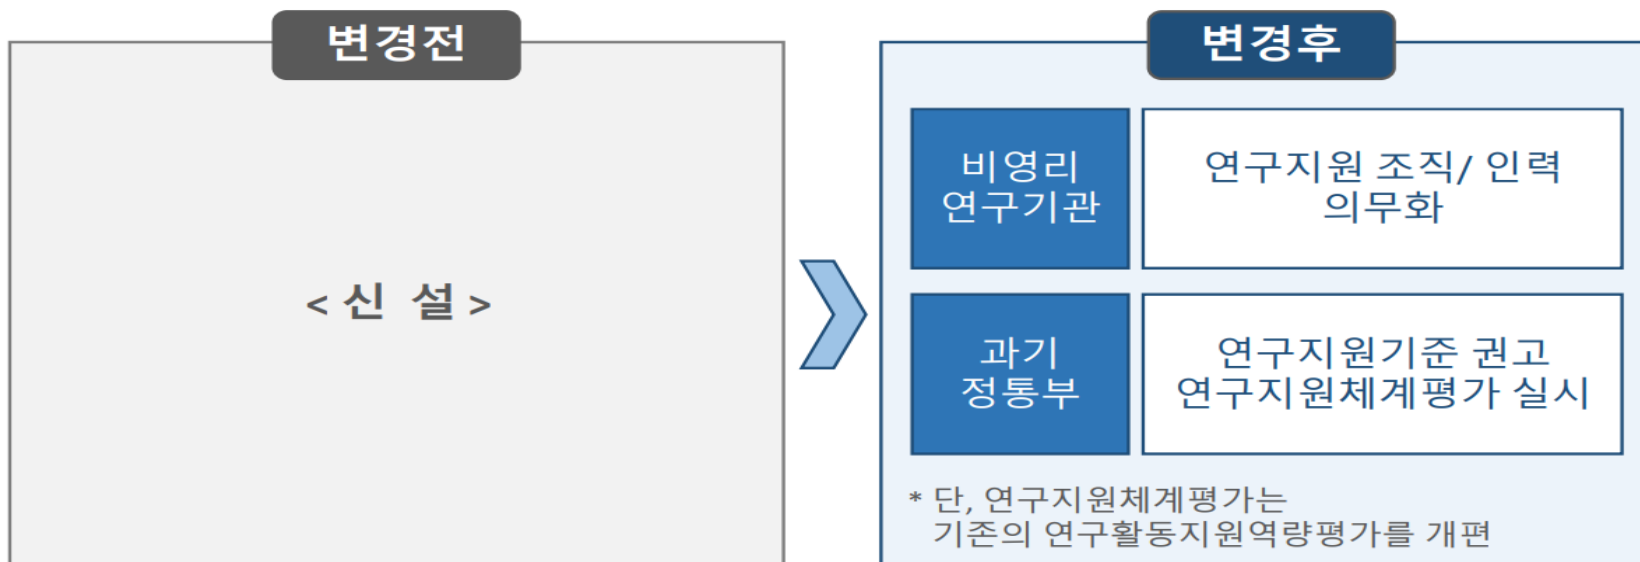 변경전
< 신 설 >
변경후
비영리
연구기관
연구지원 조직/ 인력
의무화
과기
정통부
연구지원기준 권고
연구지원체계평가 실시
* 단, 연구지원체계평가는
기존의 연구활동지원역량평가를 개편